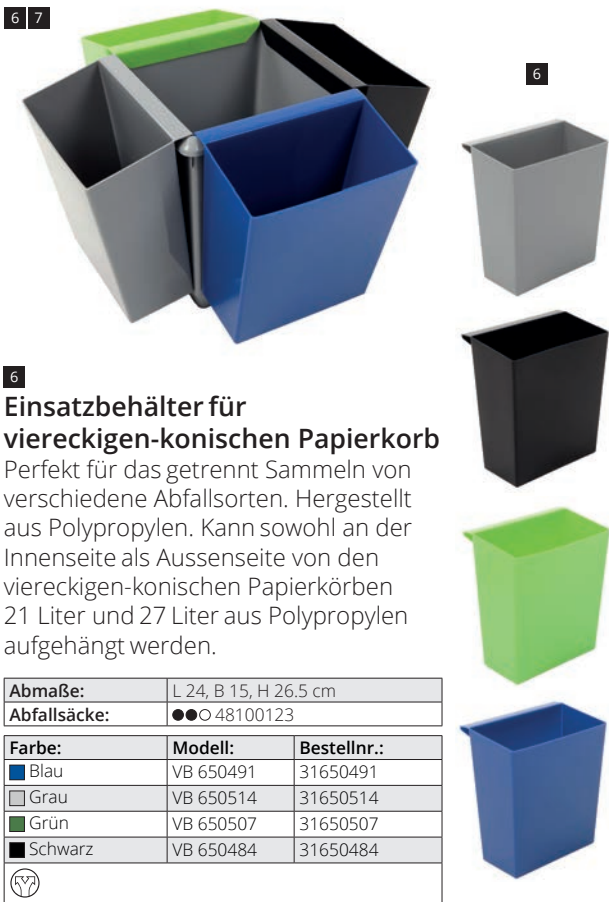 6 7
6
6
Einsatzbehälter für
viereckigen-konischen Papierkorb
Perfekt für das getrennt Sammeln von
verschiedene Abfallsorten. Hergestellt
aus Polypropylen. Kann sowohl an der
Innenseite als Aussenseite von den
viereckigen-konischen Papierkörben
21 Liter und 27 Liter aus Polypropylen
aufgehängt werden.
Abmaße: L 24, B 15, H 26.5 cm
Abfallsäcke: ●●○ 48100123
Farbe: Modell: Bestellnr.:
Blau VB 650491 31650491
Grau VB 650514 31650514
Grün VB 650507 31650507
Schwarz VB 650484 31650484